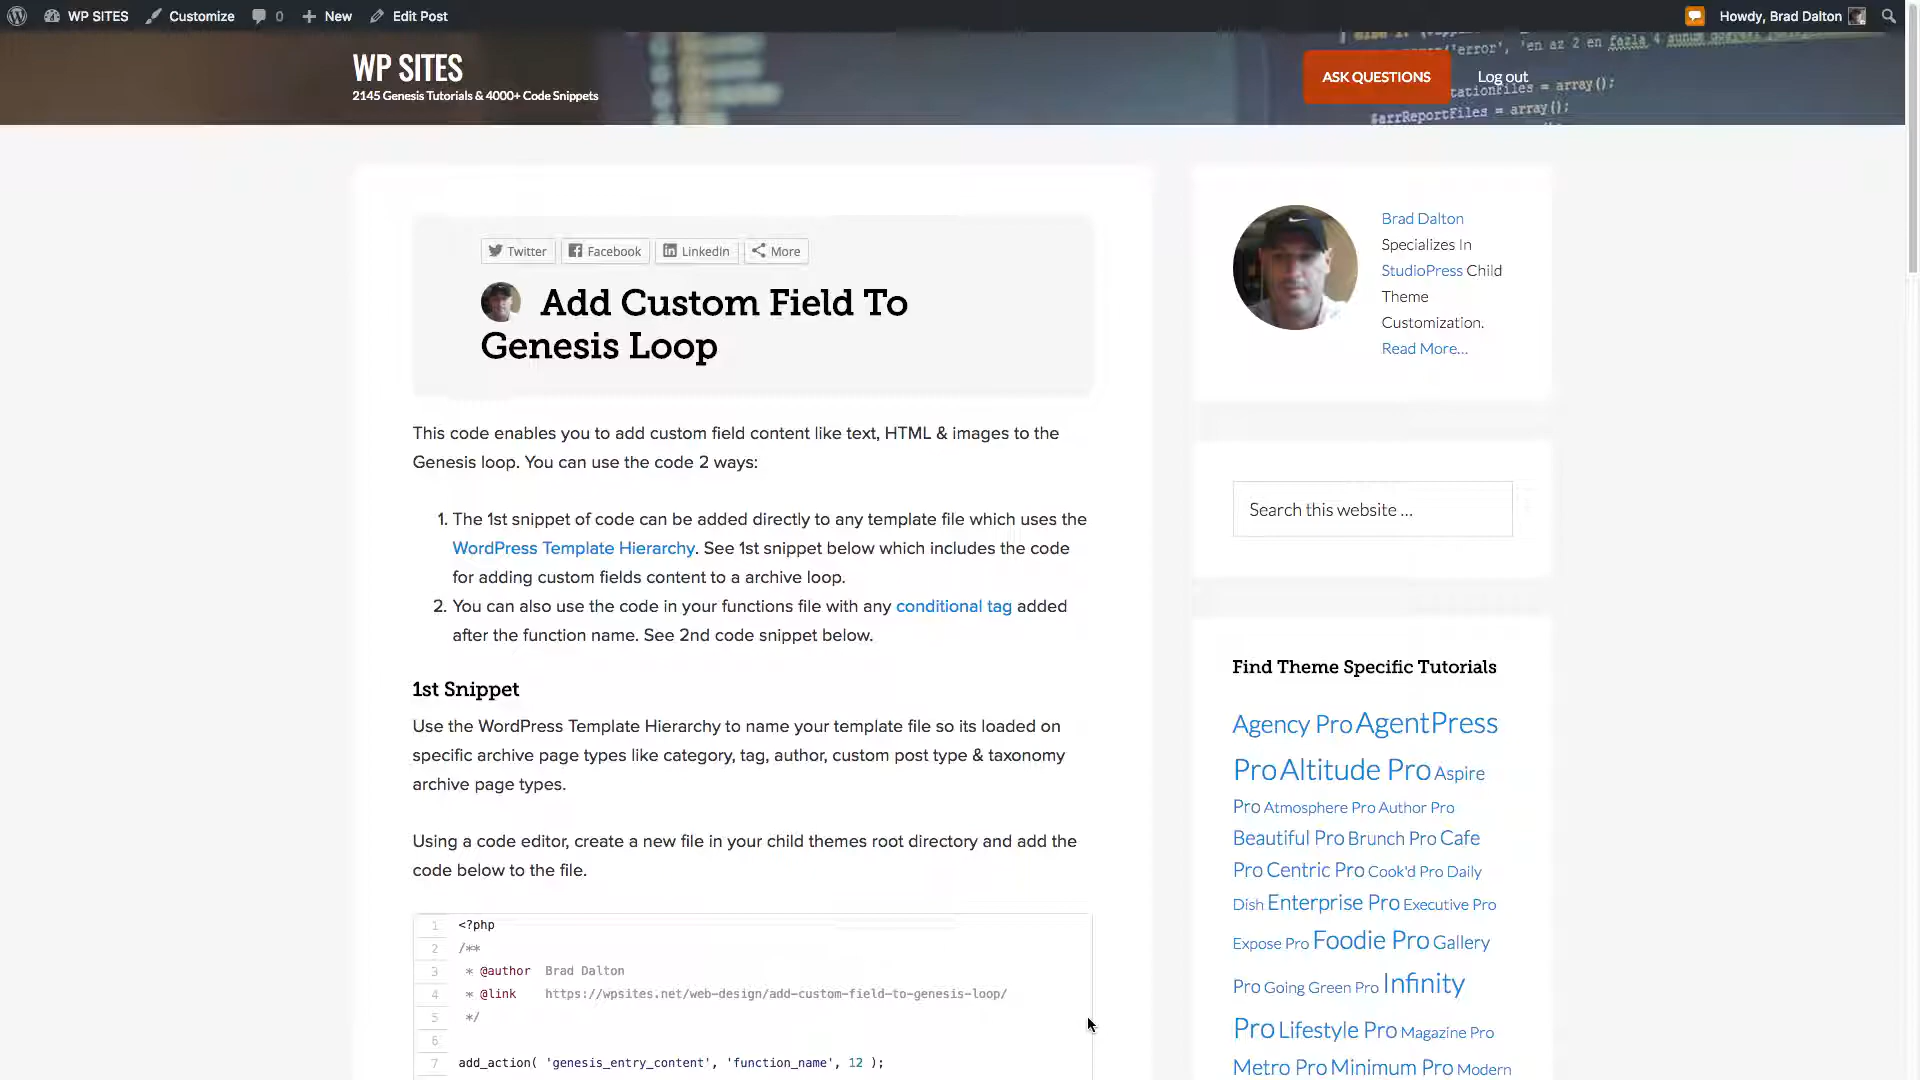 WP SITES Customize 0 New Edit Post Howdy, Brad Dalton
WP SITES
2145 Genesis Tutorials & 4000+ Code Snippets
ASK QUESTIONS
Log out
('error', 'en az 2 en fazla 4
= array();
$arrReportFiles = array();
Twitter Facebook LinkedIn More
Add Custom Field To
Genesis Loop
This code enables you to add custom field content like text, HTML & images to the
Genesis loop. You can use the code 2 ways:
1. The 1st snippet of code can be added directly to any template file which uses the
WordPress Template Hierarchy. See 1st snippet below which includes the code
for adding custom fields content to a archive loop.
2. You can also use the code in your functions file with any conditional tag added
after the function name. See 2nd code snippet below.
1st Snippet
Use the WordPress Template Hierarchy to name your template file so its loaded on
specific archive page types like category, tag, author, custom post type & taxonomy
archive page types.
Using a code editor, create a new file in your child themes root directory and add the
code below to the file.
1 <?php
2 /**
3 * @author Brad Dalton
4 * @link https://wpsites.net/web-design/add-custom-field-to-genesis-loop/
5 */
6
7 add_action( 'genesis_entry_content', 'function_name', 12 );
Brad Dalton
Specializes In
StudioPress Child
Theme
Customization.
Read More…
Search this website …
Find Theme Specific Tutorials
Agency Pro AgentPress
Pro Altitude Pro Aspire
Pro Atmosphere Pro Author Pro
Beautiful Pro Brunch Pro Cafe
Pro Centric Pro Cook'd Pro Daily
Dish Enterprise Pro Executive Pro
Expose Pro Foodie Pro Gallery
Pro Going Green Pro Infinity
Pro Lifestyle Pro Magazine Pro
Metro Pro Minimum Pro Modern